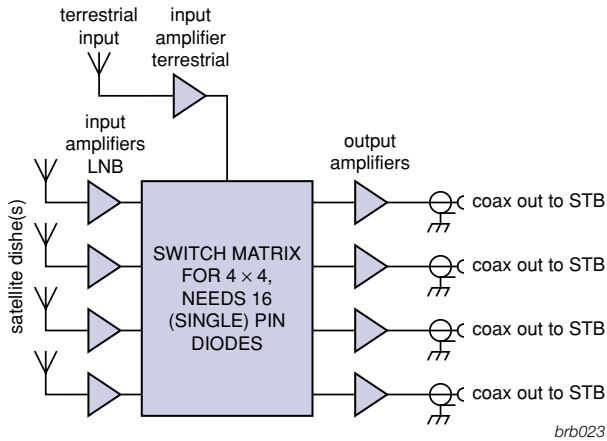 terrestrial
input
input
amplifier
terrestrial
input
amplifiers
LNB
output
amplifiers
satellite dishe(s)
SWITCH MATRIX
FOR 4 × 4,
NEEDS 16
(SINGLE) PIN
DIODES
coax out to STB
coax out to STB
coax out to STB
coax out to STB
brb023